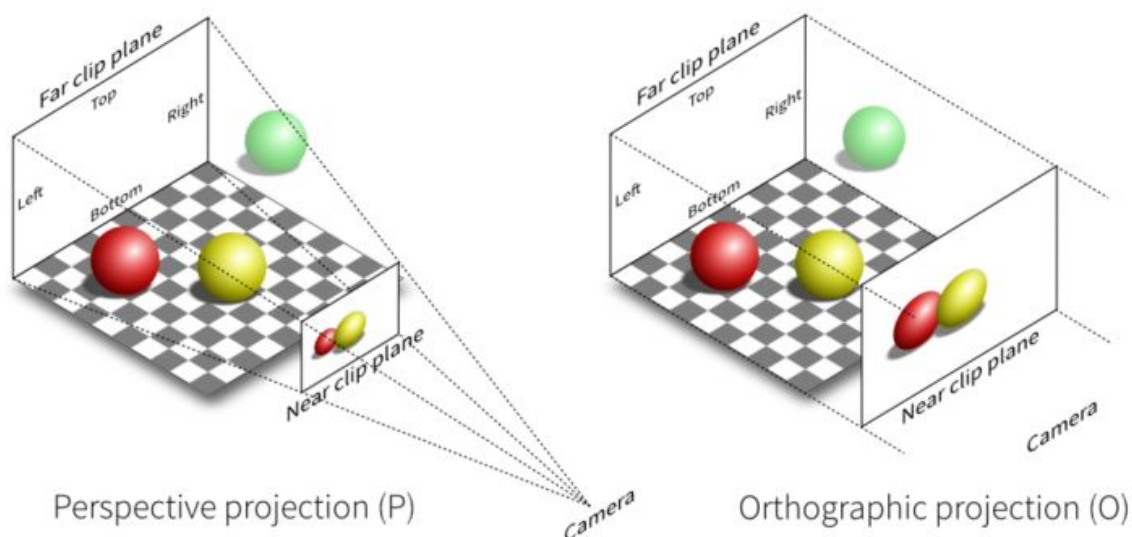 Far clip plane
Top
Right
Left
Bottom
Near clip plane
Camera
Perspective projection (P)
Far clip plane
Top
Right
Left
Bottom
Near clip plane
Camera
Orthographic projection (O)